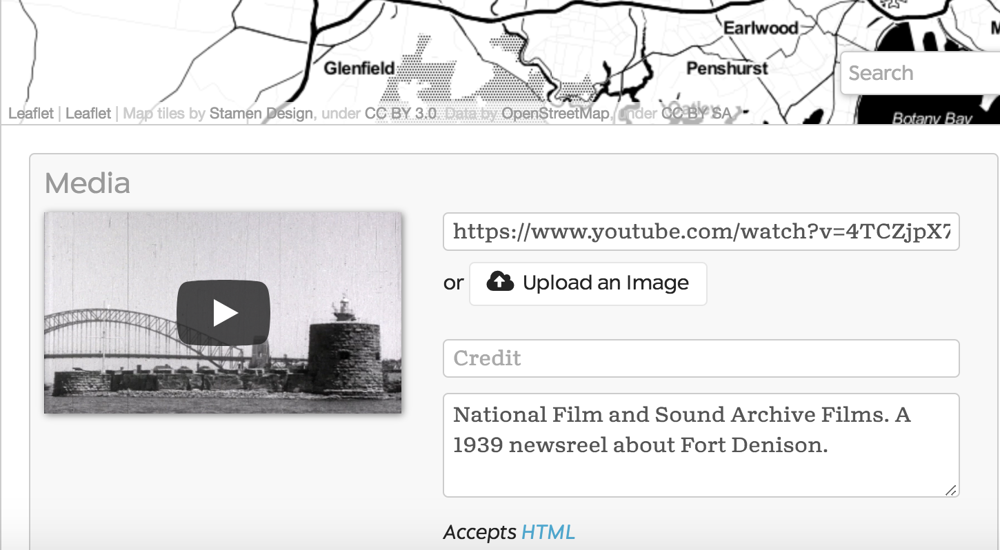 Earlwood
M
Glenfield
Penshurst
Search
Leaflet | Leaflet | Map tiles by Stamen Design, under CC BY 3.0. Data by OpenStreetMap, under CC BY SA
Oatley
Botany Bay
Media
https://www.youtube.com/watch?v=4TCZjpX7
or Upload an Image
Credit
National Film and Sound Archive Films. A
1939 newsreel about Fort Denison.
Accepts HTML